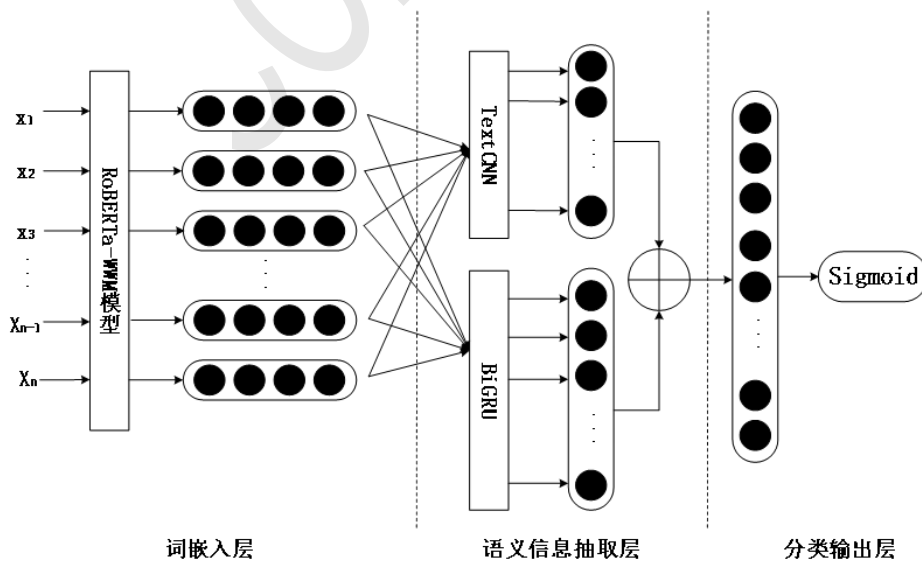 x₁
x₂
x₃
⋮
Xₙ₋₁
Xₙ
RoBERTa-WWM模型
⋮
TextCNN
⋮
BiGRU
⋮
⋮
Sigmoid
词嵌入层
语义信息抽取层
分类输出层